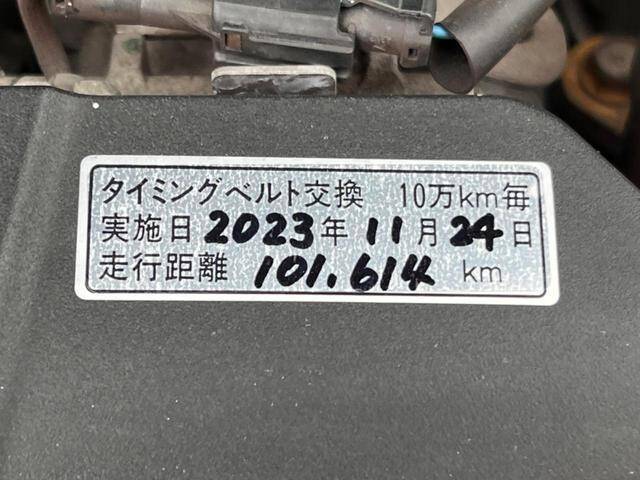 タイミングベルト交換 10万km毎
実施日 2023年 11月 24日
走行距離 101.614 km